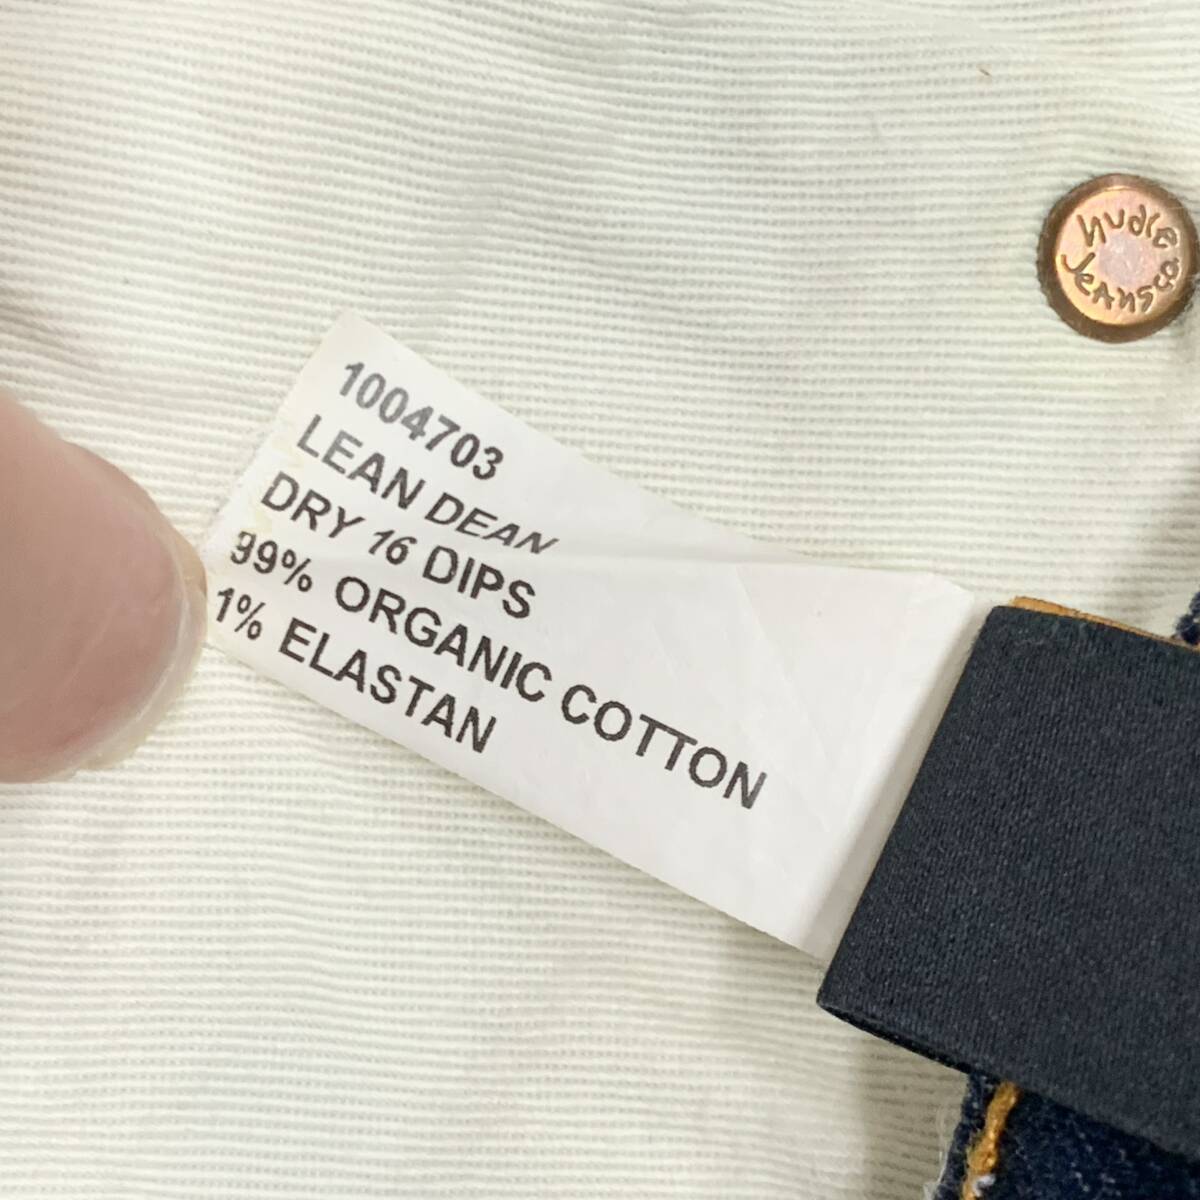 nudie
jeans co
1004703
LEAN DEAN
DRY 16 DIPS
99% ORGANIC COTTON
1% ELASTAN